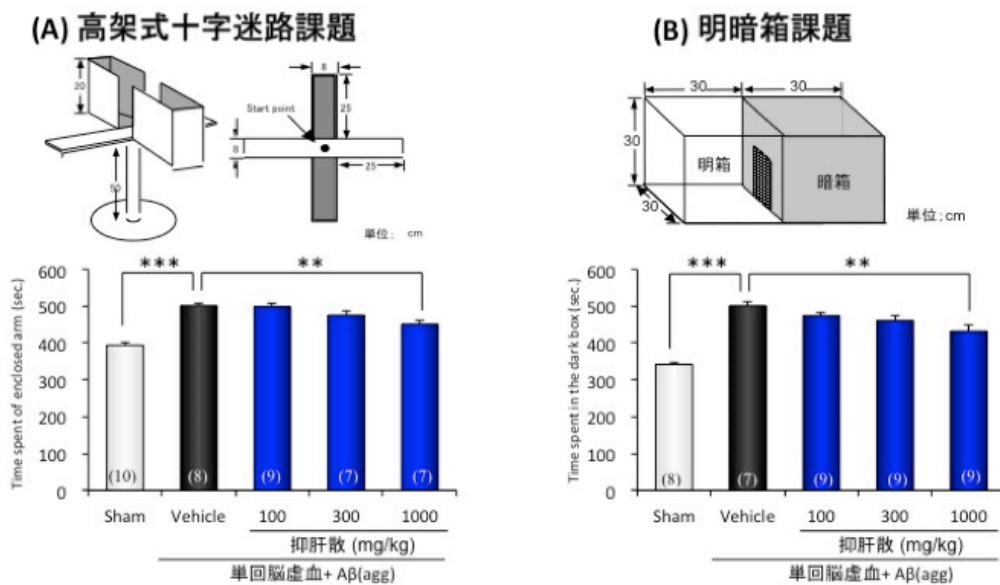 (A) 高架式十字迷路課題
20
50
8
25
Start point
8
25
単位; cm
***
**
Time spent of enclosed arm (sec.)
600
500
400
300
200
100
0
(10)
(8)
(9)
(7)
(7)
Sham
Vehicle
100
300
1000
抑肝散 (mg/kg)
単回脳虚血+ Aβ(agg)
(B) 明暗箱課題
30
30
30
明箱
暗箱
30
単位;cm
***
**
Time spent in the dark box (sec.)
600
500
400
300
200
100
0
(8)
(7)
(9)
(9)
(9)
Sham
Vehicle
100
300
1000
抑肝散 (mg/kg)
単回脳虚血+ Aβ(agg)